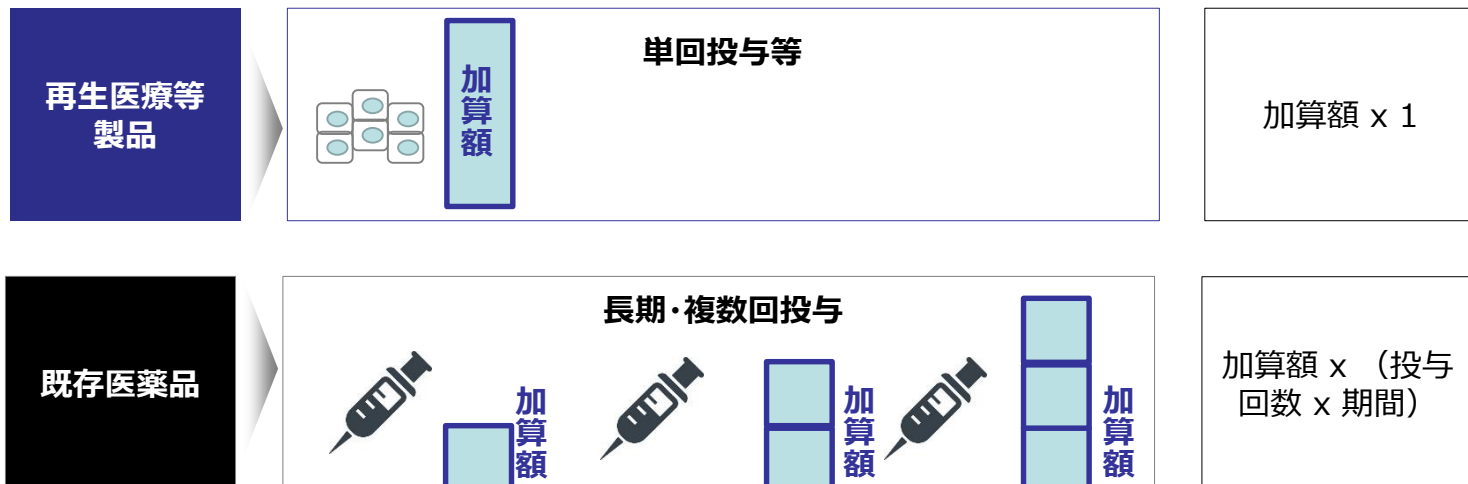 再生医療等
製品
単回投与等
加算額
加算額 x 1
既存医薬品
長期・複数回投与
加算額
加算額
加算額
加算額 x （投与
回数 x 期間）